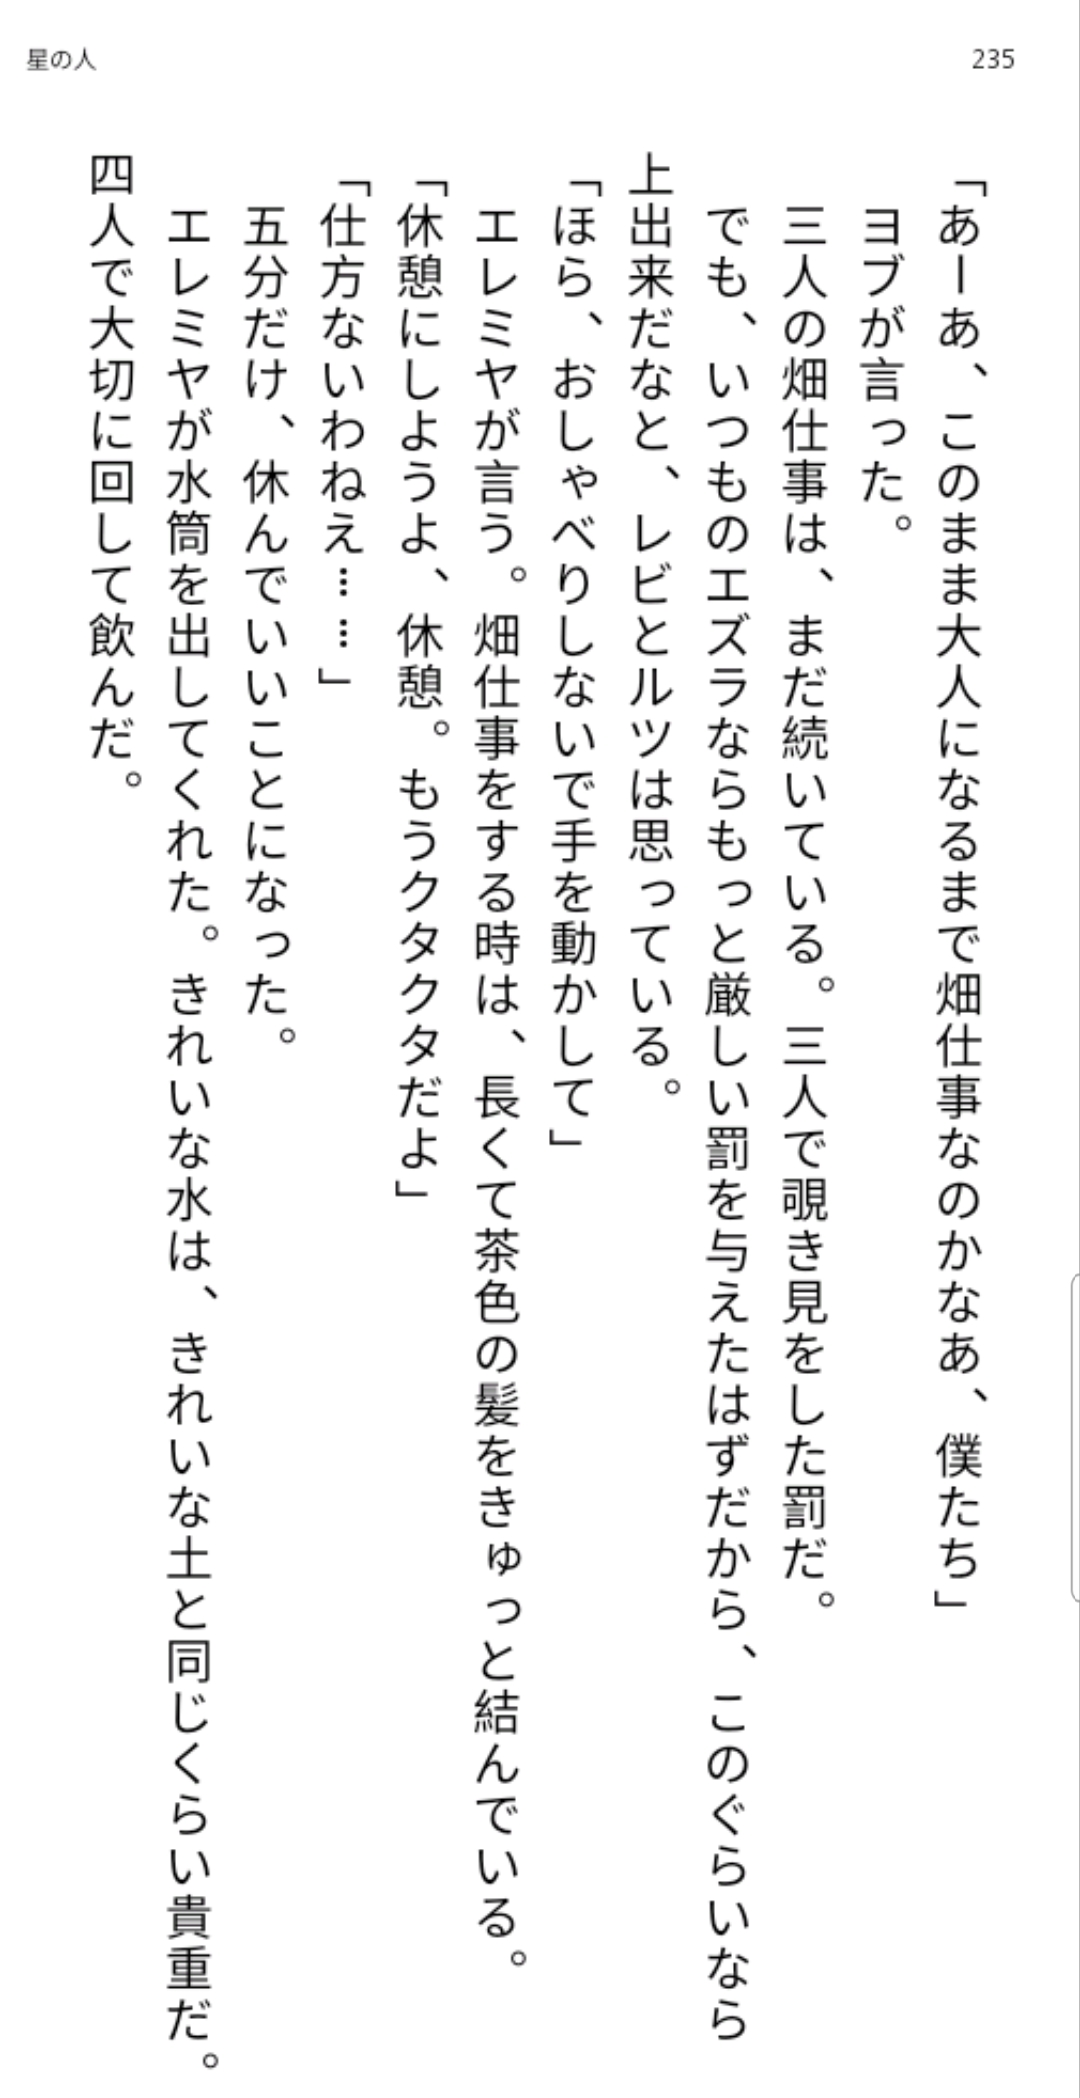 星の人
235
「あーあ、このまま大人になるまで畑仕事なのかなあ、僕たち」
ヨブが言った。
三人の畑仕事は、まだ続いている。三人で覗き見をした罰だ。
でも、いつものエズラならもっと厳しい罰を与えたはずだから、このぐらいなら
上出来だなと、レビとルツは思っている。
「ほら、おしゃべりしないで手を動かして」
エレミヤが言う。畑仕事をする時は、長くて茶色の髪をきゅっと結んでいる。
「休憩にしようよ、休憩。もうクタクタだよ」
「仕方ないわねえ……」
五分だけ、休んでいいことになった。
エレミヤが水筒を出してくれた。きれいな水は、きれいな土と同じくらい貴重だ。
四人で大切に回して飲んだ。